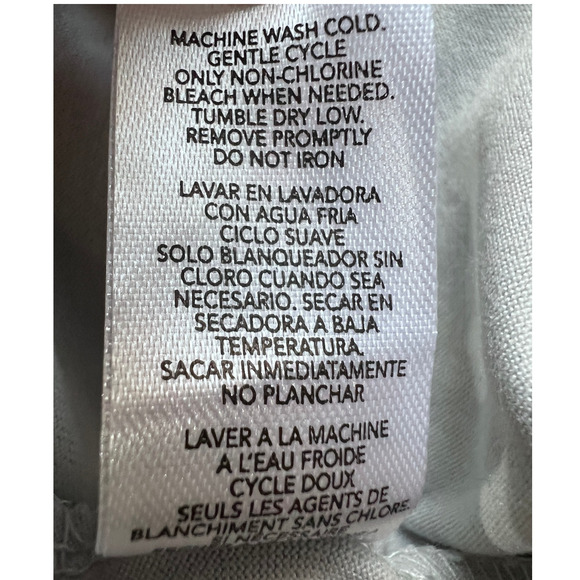 MACHINE WASH COLD.
GENTLE CYCLE
ONLY NON-CHLORINE
BLEACH WHEN NEEDED.
TUMBLE DRY LOW.
REMOVE PROMPTLY
DO NOT IRON
LAVAR EN LAVADORA
CON AGUA FRIA
CICLO SUAVE
SOLO BLANQUEADOR SIN
CLORO CUANDO SEA
NECESARIO. SECAR EN
SECADORA A BAJA
TEMPERATURA.
SACAR INMEDIATAMENTE
NO PLANCHAR
LAVER A LA MACHINE
A L'EAU FROIDE
CYCLE DOUX
SEULS LES AGENTS DE
BLANCHIMENT SANS CHLORE.
SI NÉCESSAIRE